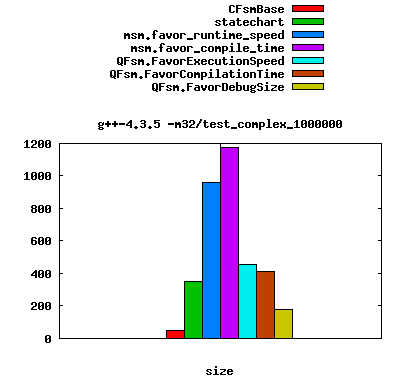 CFsmBase
statechart
msm.favor_runtime_speed
msm.favor_compile_time
QFsm.FavorExecutionSpeed
QFsm.FavorCompilationTime
QFsm.FavorDebugSize
g++-4.3.5 -m32/test_complex_1000000
1200
1000
800
600
400
200
0
size